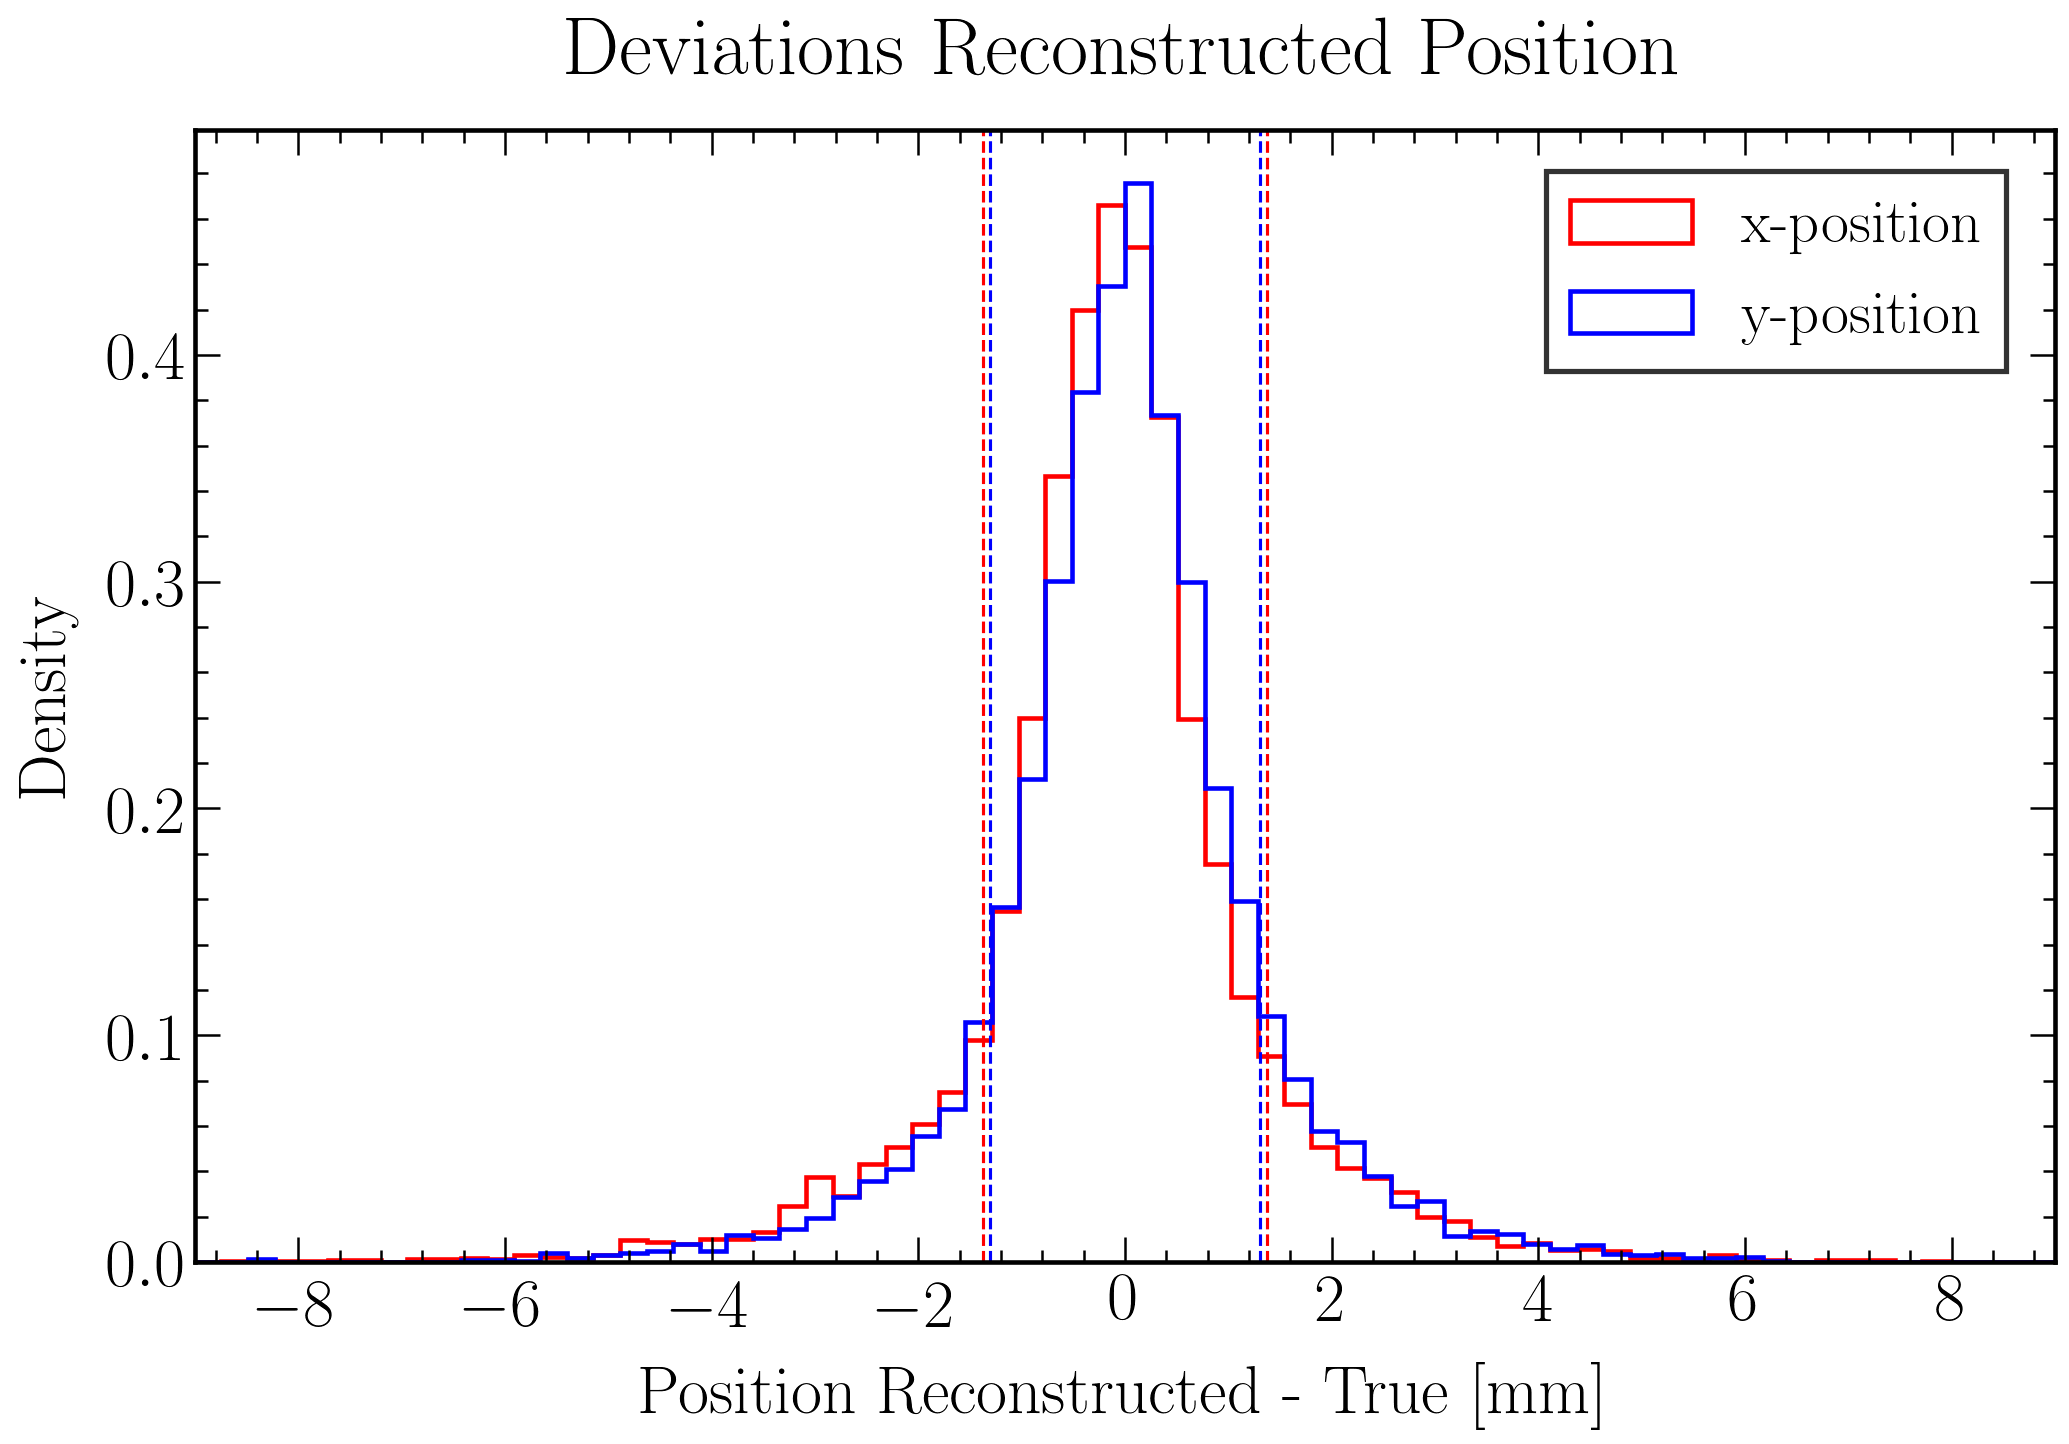 Deviations Reconstructed Position
x-position
y-position
Density
0.4
0.3
0.2
0.1
0.0
−8 −6 −4 −2 0 2 4 6 8
Position Reconstructed - True [mm]